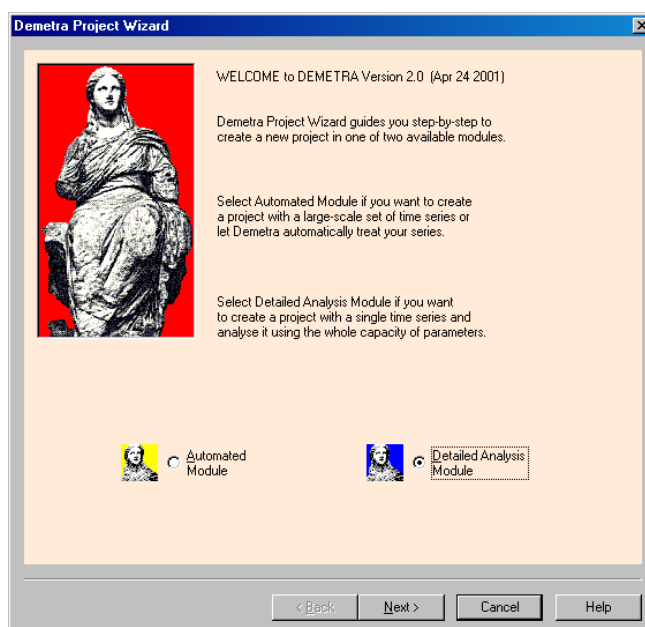 Demetra Project Wizard
WELCOME to DEMETRA Version 2.0 (Apr 24 2001)
Demetra Project Wizard guides you step-by-step to
create a new project in one of two available modules.
Select Automated Module if you want to create
a project with a large-scale set of time series or
let Demetra automatically treat your series.
Select Detailed Analysis Module if you want
to create a project with a single time series and
analyse it using the whole capacity of parameters.
Automated
Module
Detailed Analysis
Module
< Back
Next >
Cancel
Help